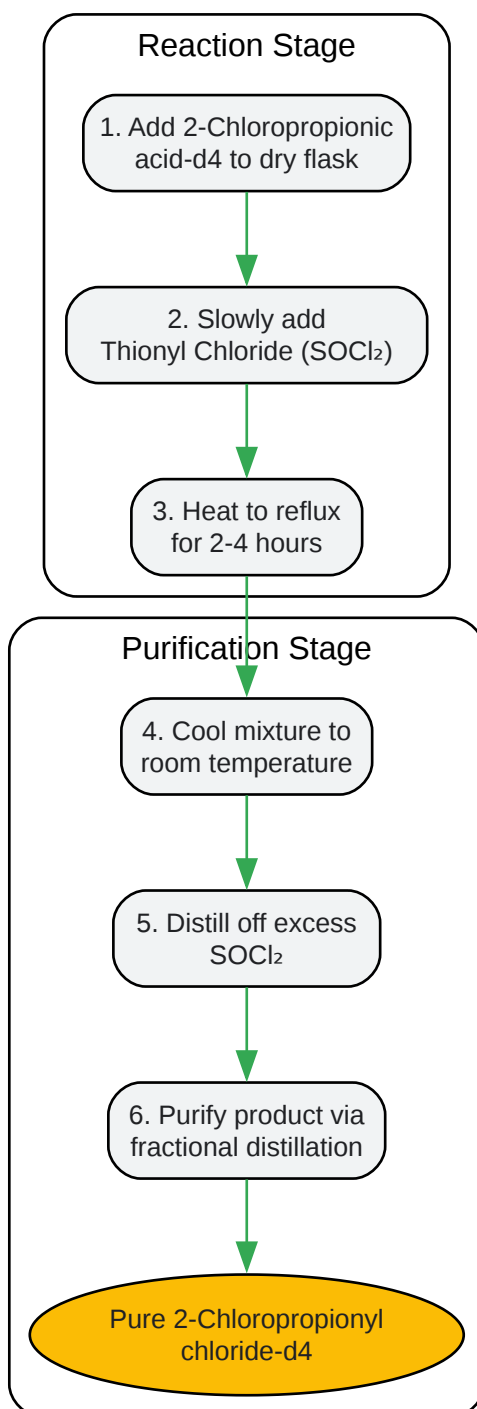 Reaction Stage
1. Add 2-Chloropropionic
acid-d4 to dry flask
2. Slowly add
Thionyl Chloride (SOCl₂)
3. Heat to reflux
for 2-4 hours
Purification Stage
4. Cool mixture to
room temperature
5. Distill off excess
SOCl₂
6. Purify product via
fractional distillation
Pure 2-Chloropropionyl
chloride-d4